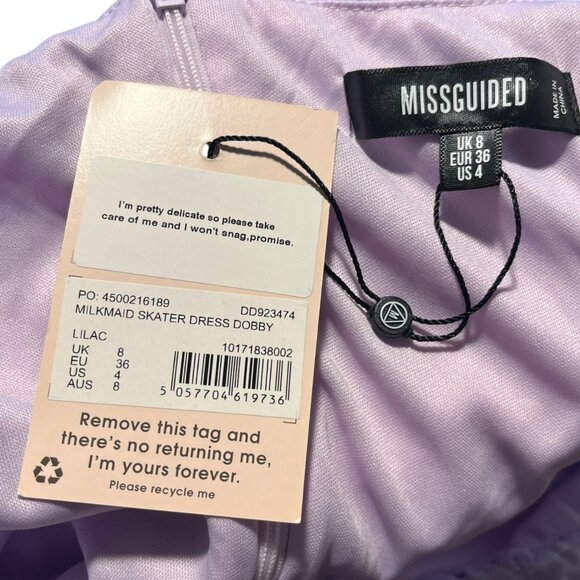 MISSGUIDED
MADE IN
CHINA
UK 8
EUR 36
US 4
I'm pretty delicate so please take
care of me and I won't snag,promise.
PO: 4500216189 DD923474
MILKMAID SKATER DRESS DOBBY
LILAC
UK 8 10171838002
EU 36
US 4
AUS 8
5 057704 619736
Remove this tag and
there's no returning me,
I'm yours forever.
Please recycle me